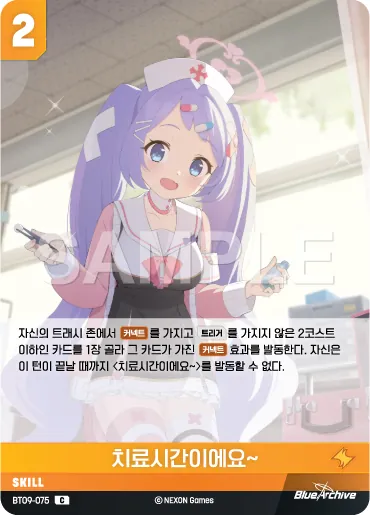 2
SAMPLE
자신의 트래시 존에서 커넥트 를 가지고 트리거 를 가지지 않은 2코스트
이하인 카드를 1장 골라 그 카드가 가진 커넥트 효과를 발동한다. 자신은
이 턴이 끝날 때까지 <치료시간이에요~>를 발동할 수 없다.
치료시간이에요~
SKILL
BT09-075 C © NEXON Games BlueArchive